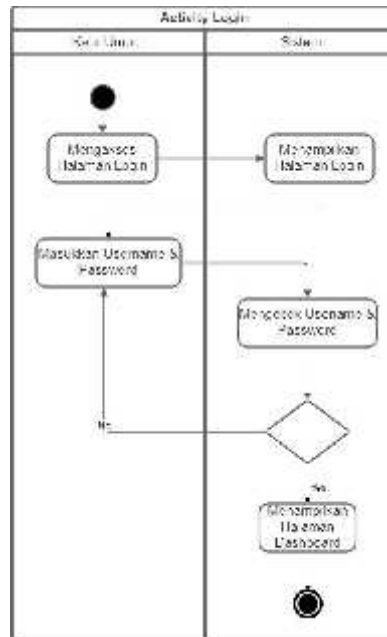 Activity Login
Sistem
Mengakses
Halaman Login
Menampilkan
Halaman Login
Masukkan Username &
Password
Mengecek Username &
Password
No
Yes
Menampilkan
Halaman
Dashboard